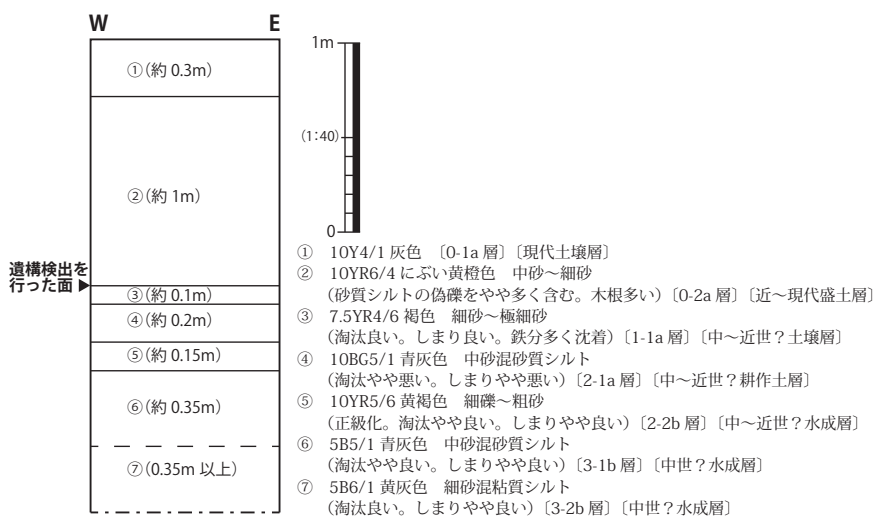 W E
①(約 0.3m)
②(約 1m)
遺構検出を
行った面
③(約 0.1m)
④(約 0.2m)
⑤(約 0.15m)
⑥(約 0.35m)
⑦(0.35m 以上)
1m
(1:40)
0
① 10Y4/1 灰色 〔0-1a 層〕〔現代土壌層〕
② 10YR6/4 にぶい黄橙色 中砂～細砂
(砂質シルトの偽礫をやや多く含む。木根多い)〔0-2a 層〕〔近～現代盛土層〕
③ 7.5YR4/6 褐色 細砂～極細砂
(淘汰良い。しまり良い。鉄分多く沈着)〔1-1a 層〕〔中～近世？土壌層〕
④ 10BG5/1 青灰色 中砂混砂質シルト
(淘汰やや悪い。しまりやや悪い)〔2-1a 層〕〔中～近世？耕作土層〕
⑤ 10YR5/6 黄褐色 細礫～粗砂
(正級化。淘汰やや良い。しまりやや良い)〔2-2b 層〕〔中～近世？水成層〕
⑥ 5B5/1 青灰色 中砂混砂質シルト
(淘汰やや良い。しまりやや良い)〔3-1b 層〕〔中世？水成層〕
⑦ 5B6/1 黄灰色 細砂混粘質シルト
(淘汰良い。しまりやや良い)〔3-2b 層〕〔中世？水成層〕